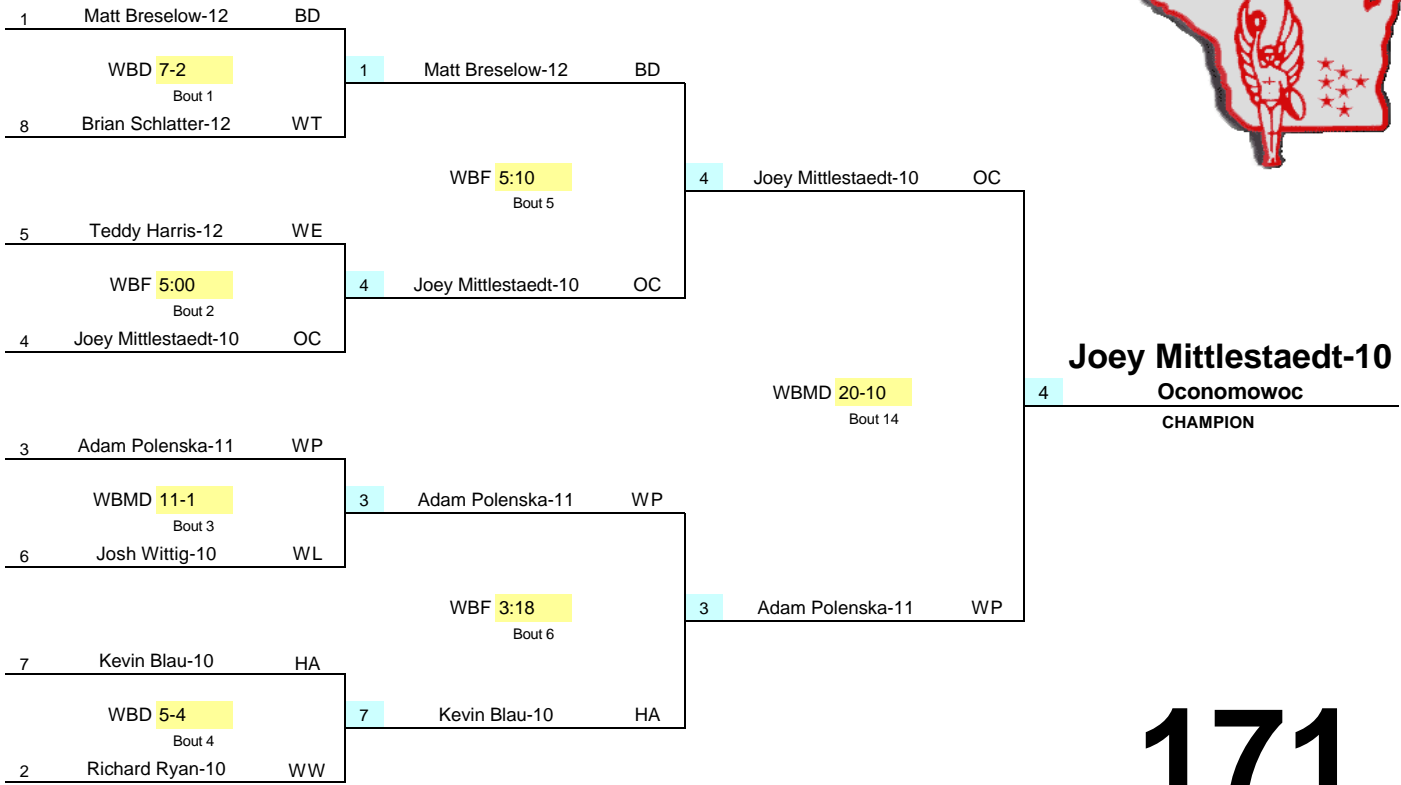 1 Matt Breselow-12 BD
WBD 7-2
Bout 1
8 Brian Schlatter-12 WT
1 Matt Breselow-12 BD
WBF 5:10
Bout 5
5 Teddy Harris-12 WE
WBF 5:00
Bout 2
4 Joey Mittlestaedt-10 OC
4 Joey Mittlestaedt-10 OC
4 Joey Mittlestaedt-10 OC
WBMD 20-10
Bout 14
3 Adam Polenska-11 WP
WBMD 11-1
Bout 3
6 Josh Wittig-10 WL
3 Adam Polenska-11 WP
WBF 3:18
Bout 6
7 Kevin Blau-10 HA
WBD 5-4
Bout 4
2 Richard Ryan-10 WW
7 Kevin Blau-10 HA
3 Adam Polenska-11 WP
Joey Mittlestaedt-10
4 Oconomowoc
CHAMPION
171